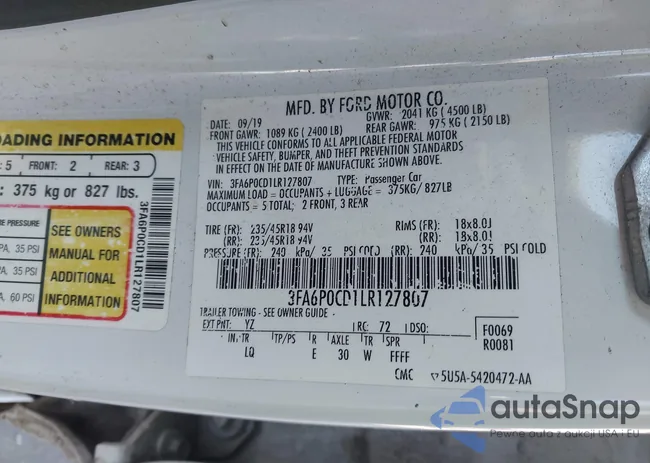 OADING INFORMATION
: 5 FRONT: 2 REAR: 3
: 375 kg or 827 lbs.
E PRESSURE
PA, 35 PSI
PA, 35 PSI
A, 60 PSI
SEE OWNERS
MANUAL FOR
ADDITIONAL
INFORMATION
3FA6P0CD1LR127807
MFD. BY FORD MOTOR CO.
DATE: 09/19 GVWR: 2041 KG (4500 LB)
FRONT GAWR: 1089 KG (2400 LB) REAR GAWR: 975 KG (2150 LB)
THIS VEHICLE CONFORMS TO ALL APPLICABLE FEDERAL MOTOR
VEHICLE SAFETY, BUMPER, AND THEFT PREVENTION STANDARDS
IN EFFECT ON THE DATE OF MANUFACTURE SHOWN ABOVE.
VIN: 3FA6P0CD1LR127807 TYPE: Passenger Car
MAXIMUM LOAD = OCCUPANTS + LUGGAGE = 375KG/827LB
OCCUPANTS = 5 TOTAL: 2 FRONT, 3 REAR
TIRE (FR): 235/45R18 94V RIMS (FR): 18x8.0J
(RR): 235/45R18 94V (RR): 18x8.0J
PRESSURE (FR): 240 kPa/ 35 PSI COLD (RR): 240 kPa/ 35 PSI COLD
3FA6P0CD1LR127807
TRAILER TOWING - SEE OWNER GUIDE -
EXT PNT: YZ RC: 72 DSO: F0069
IN: TR TP/PS R AXLE TR SPR R0081
LQ E 30 W FFFF
CMC 5U5A-5420472-AA
autaSnap
Pewne auta z aukcji USA i EU